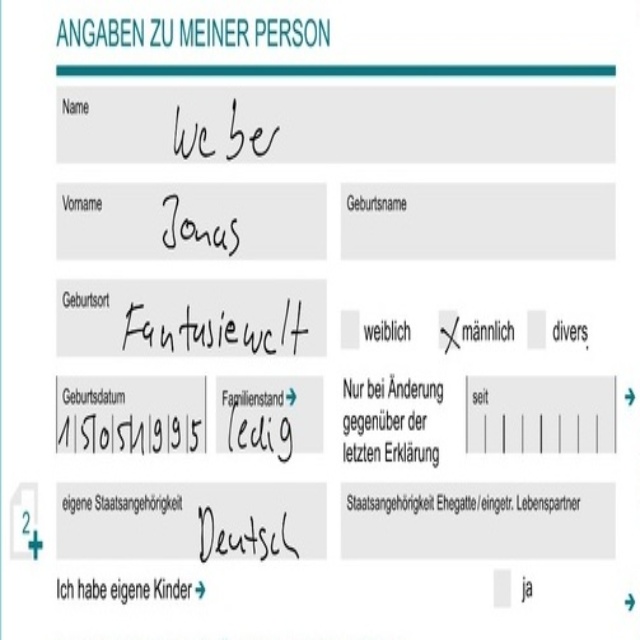 ANGABEN ZU MEINER PERSON
Name
Weber
Vorname
Jonas
Geburtsname
Geburtsort
Fantasiewelt
weiblich
männlich
divers
Geburtsdatum
15051995
Familienstand
ledig
Nur bei Änderung
gegenüber der
letzten Erklärung
seit
2
eigene Staatsangehörigkeit
Deutsch
Staatsangehörigkeit Ehegatte/eingetr. Lebenspartner
Ich habe eigene Kinder
ja